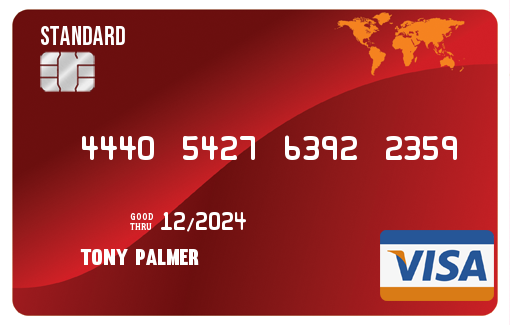 STANDARD
4440 5427 6392 2359
GOOD
THRU 12/2024
TONY PALMER
VISA